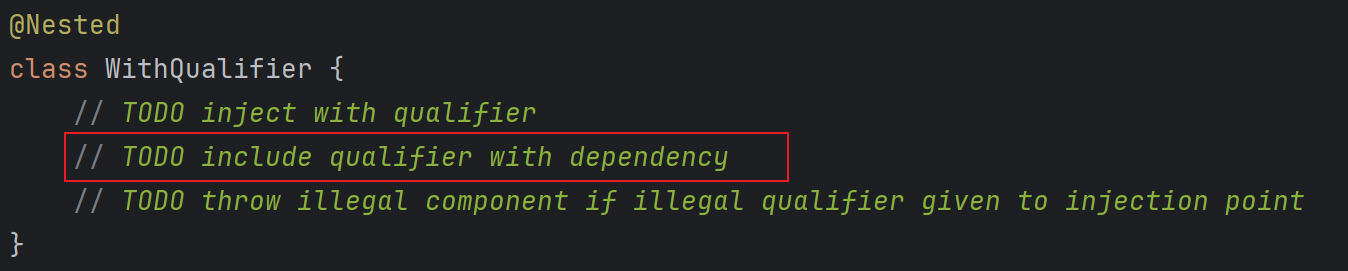 @Nested
class WithQualifier {
// TODO inject with qualifier
// TODO include qualifier with dependency
// TODO throw illegal component if illegal qualifier given to injection point
}